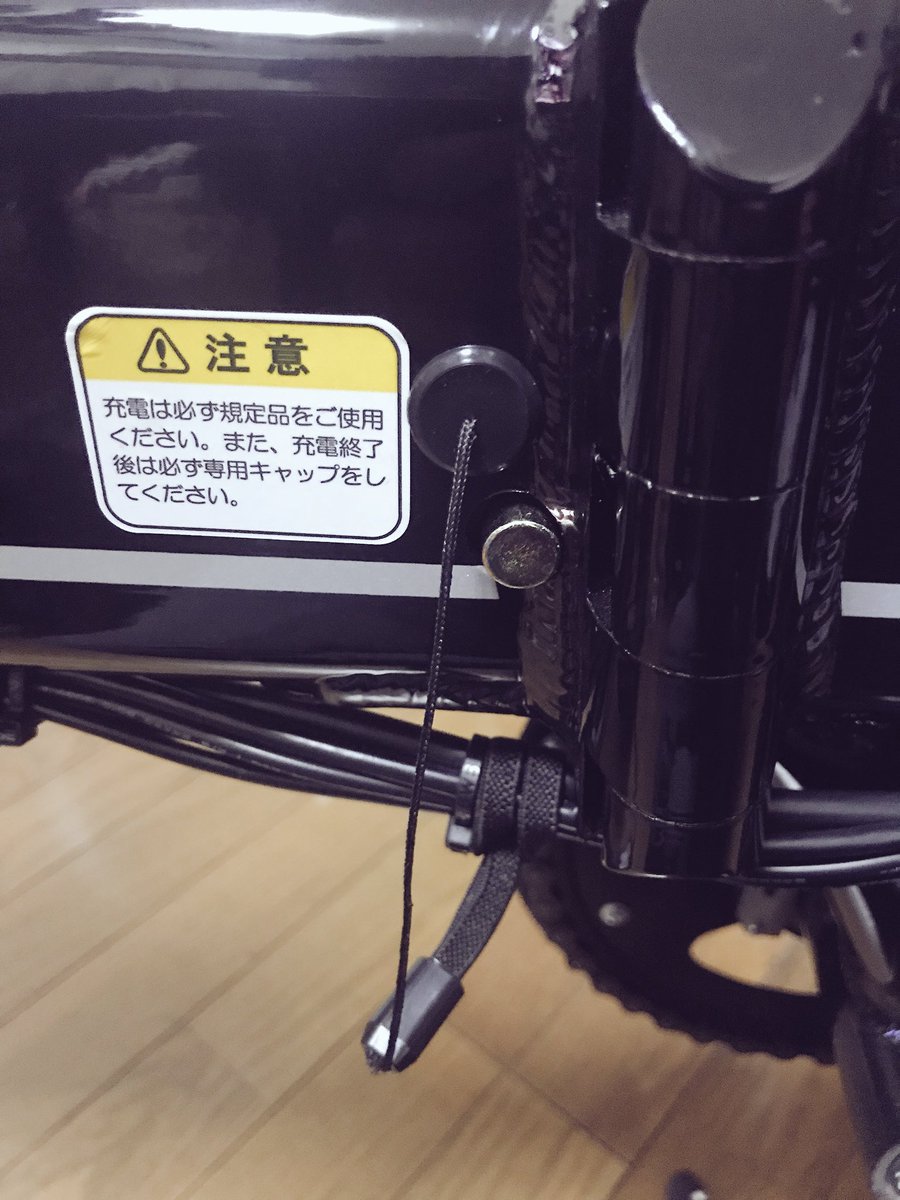 注意
充電は必ず規定品をご使用
ください。また、充電終了
後は必ず専用キャップをし
てください。